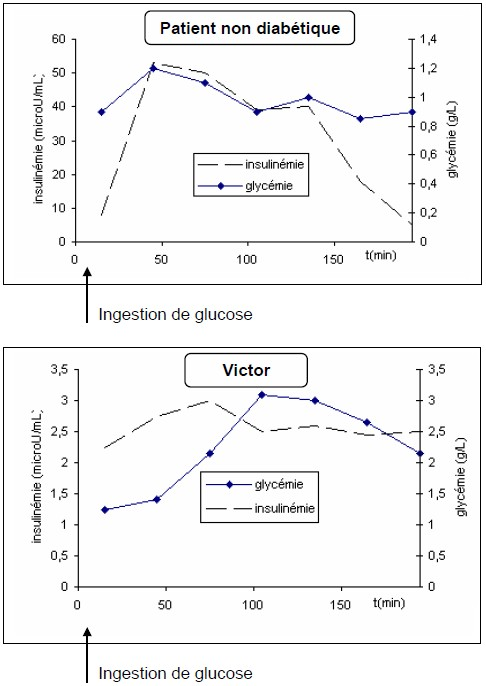 Patient non diabétique
insulinémie (microU/mL;
60
50
40
30
20
10
0
insulinémie
glycémie
1,4
1,2
1
0,8
0,6
0,4
0,2
0
glycémie (g/L)
0
50
100
150
t(min)
Ingestion de glucose
Victor
insulinémie (microU/mL;
3,5
3
2,5
2
1,5
1
0,5
0
glycémie
insulinémie
3,5
3
2,5
2
1,5
1
0,5
0
glycémie (g/L)
0
50
100
150
t(min)
Ingestion de glucose